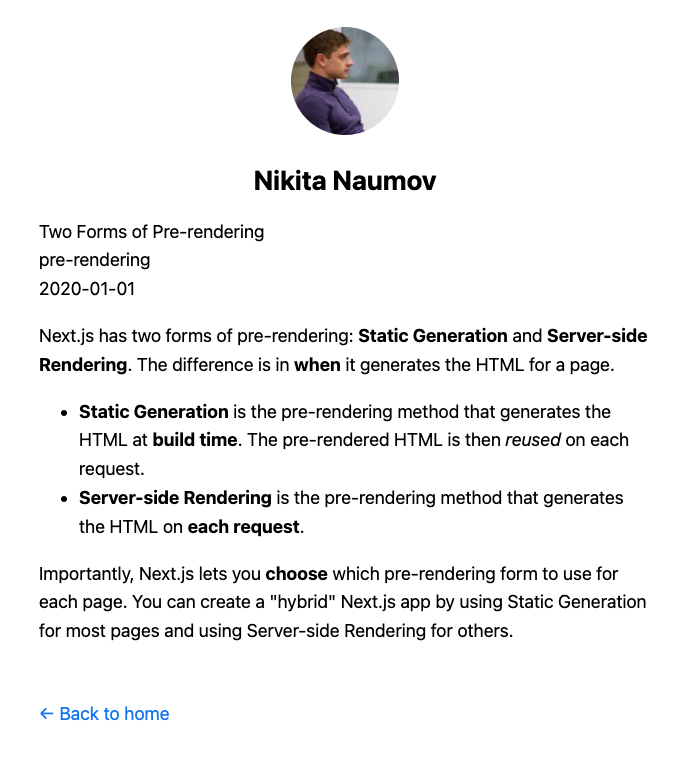 Nikita Naumov
Two Forms of Pre-rendering
pre-rendering
2020-01-01
Next.js has two forms of pre-rendering: Static Generation and Server-side
Rendering. The difference is in when it generates the HTML for a page.
• Static Generation is the pre-rendering method that generates the
HTML at build time. The pre-rendered HTML is then reused on each
request.
• Server-side Rendering is the pre-rendering method that generates
the HTML on each request.
Importantly, Next.js lets you choose which pre-rendering form to use for
each page. You can create a "hybrid" Next.js app by using Static Generation
for most pages and using Server-side Rendering for others.
← Back to home